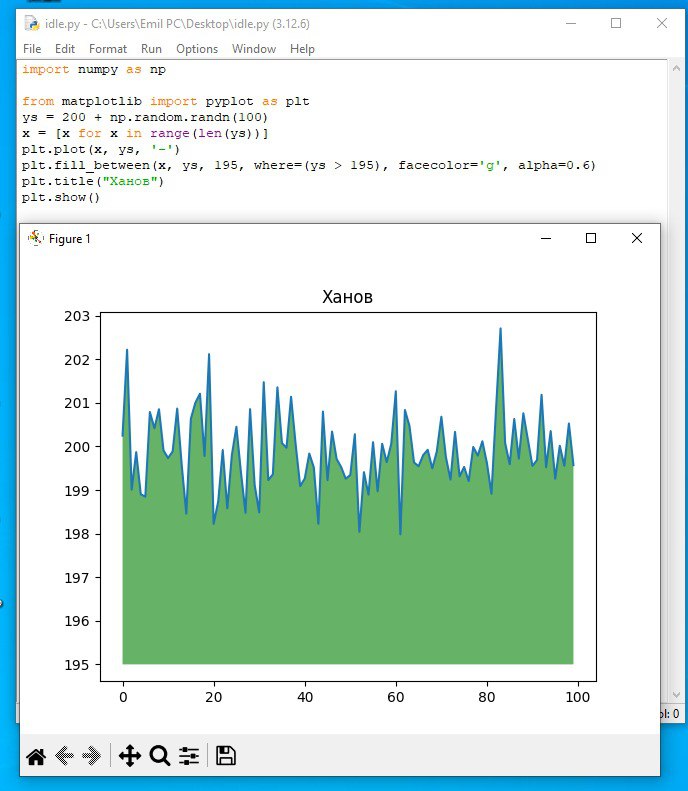 idle.py - C:\Users\Emil PC\Desktop\idle.py (3.12.6)
File Edit Format Run Options Window Help
import numpy as np
from matplotlib import pyplot as plt
ys = 200 + np.random.randn(100)
x = [x for x in range(len(ys))]
plt.plot(x, ys, '-')
plt.fill_between(x, ys, 195, where=(ys > 195), facecolor='g', alpha=0.6)
plt.title("Ханов")
plt.show()
Figure 1
Ханов
203
202
201
200
199
198
197
196
195
0 20 40 60 80 100
ol: 0